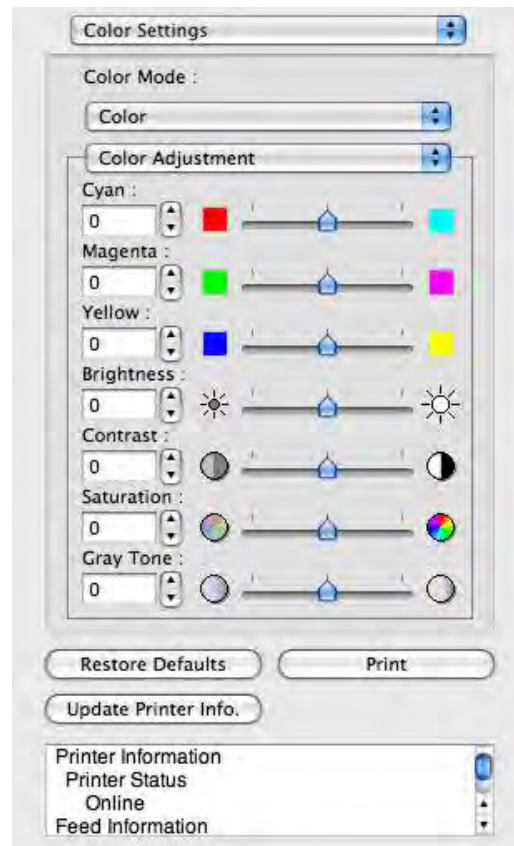 Color Settings
Color Mode :
Color
Color Adjustment
Cyan :
0
Magenta :
0
Yellow :
0
Brightness :
0
Contrast :
0
Saturation :
0
Gray Tone :
0
Restore Defaults
Print
Update Printer Info.
Printer Information
Printer Status
Online
Feed Information